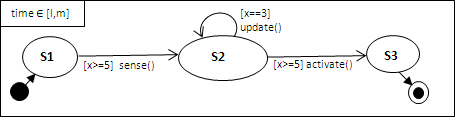 time ∈ [l,m]
[x==3]
update()
S1
S2
S3
[x>=5] sense()
[x>=5] activate()